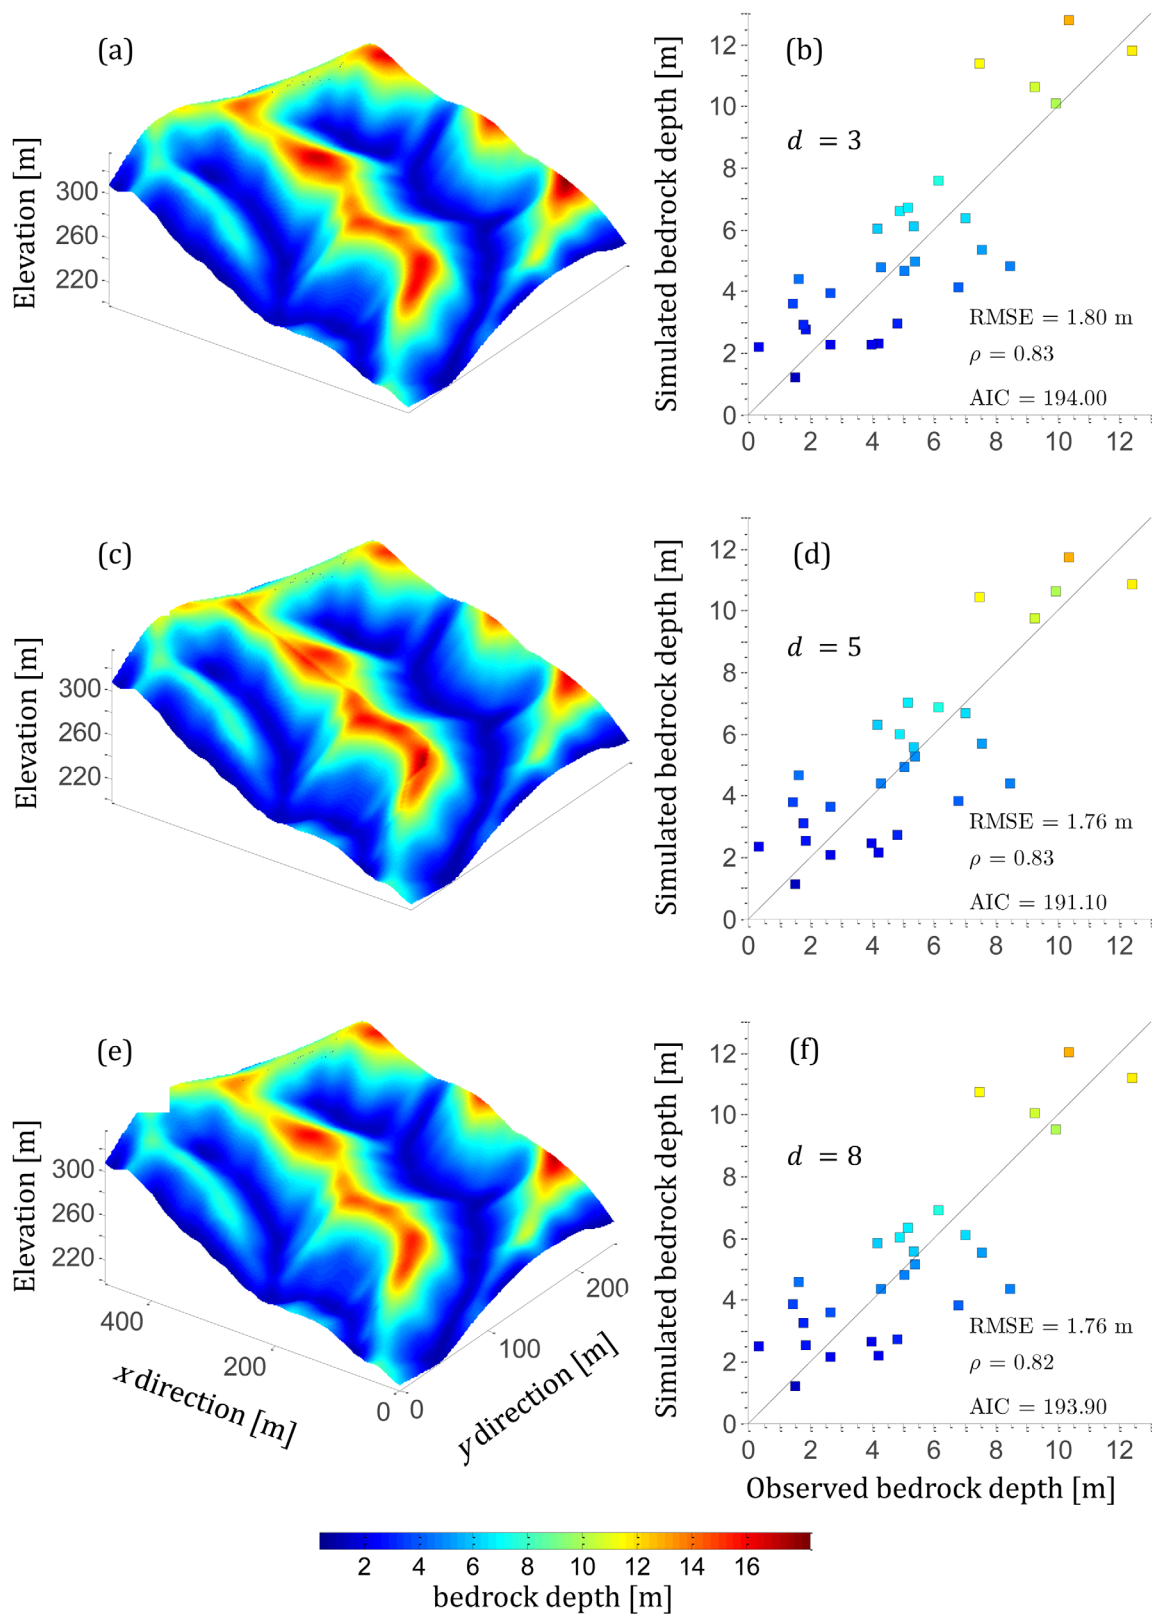 (a)
Elevation [m]
300
260
220
(b)
d = 3
Simulated bedrock depth [m]
12
10
8
6
4
2
0
RMSE = 1.80 m
ρ = 0.83
AIC = 194.00
0 2 4 6 8 10 12
(c)
Elevation [m]
300
260
220
(d)
d = 5
Simulated bedrock depth [m]
12
10
8
6
4
2
0
RMSE = 1.76 m
ρ = 0.83
AIC = 191.10
0 2 4 6 8 10 12
(e)
Elevation [m]
300
260
220
400
200
0
x direction [m]
0
100
200
y direction [m]
(f)
d = 8
Simulated bedrock depth [m]
12
10
8
6
4
2
0
RMSE = 1.76 m
ρ = 0.82
AIC = 193.90
0 2 4 6 8 10 12
Observed bedrock depth [m]
2 4 6 8 10 12 14 16
bedrock depth [m]